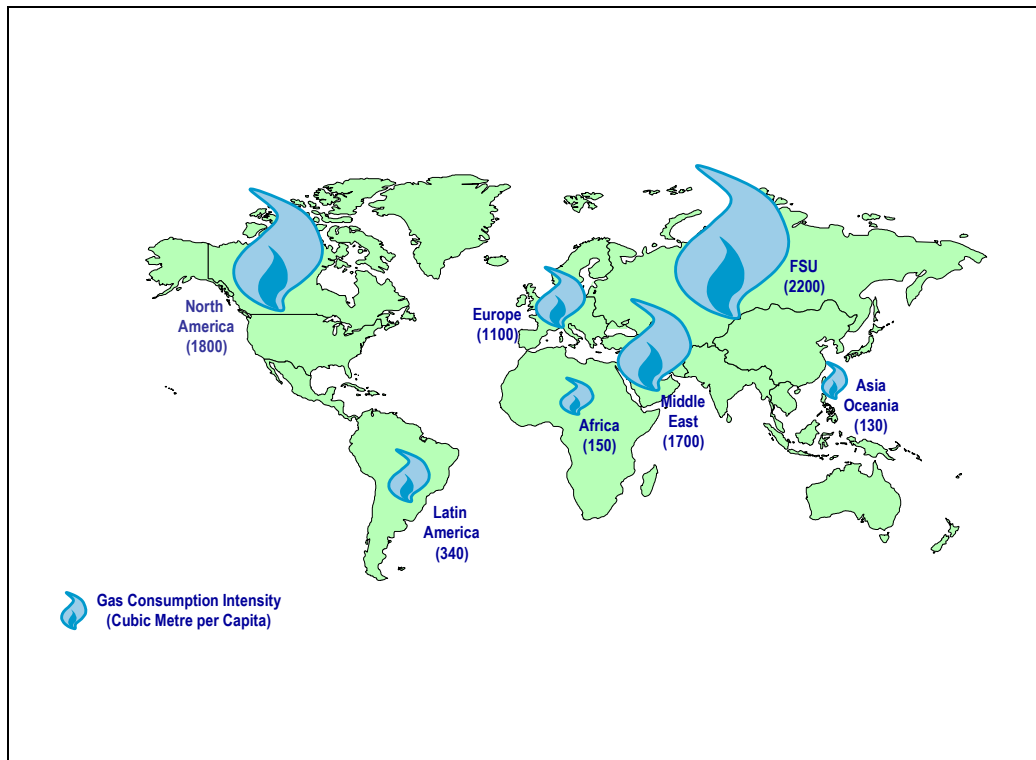 North
America
(1800)
Europe
(1100)
FSU
(2200)
Middle
East
(1700)
Africa
(150)
Asia
Oceania
(130)
Latin
America
(340)
Gas Consumption Intensity
(Cubic Metre per Capita)